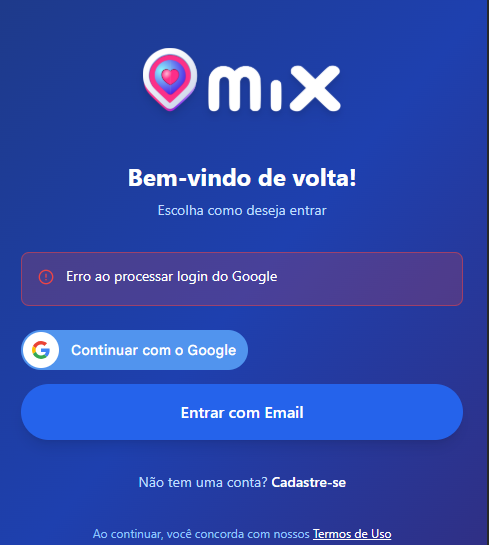 mix
Bem-vindo de volta!
Escolha como deseja entrar
Erro ao processar login do Google
Continuar com o Google
Entrar com Email
Não tem uma conta? Cadastre-se
Ao continuar, você concorda com nossos Termos de Uso